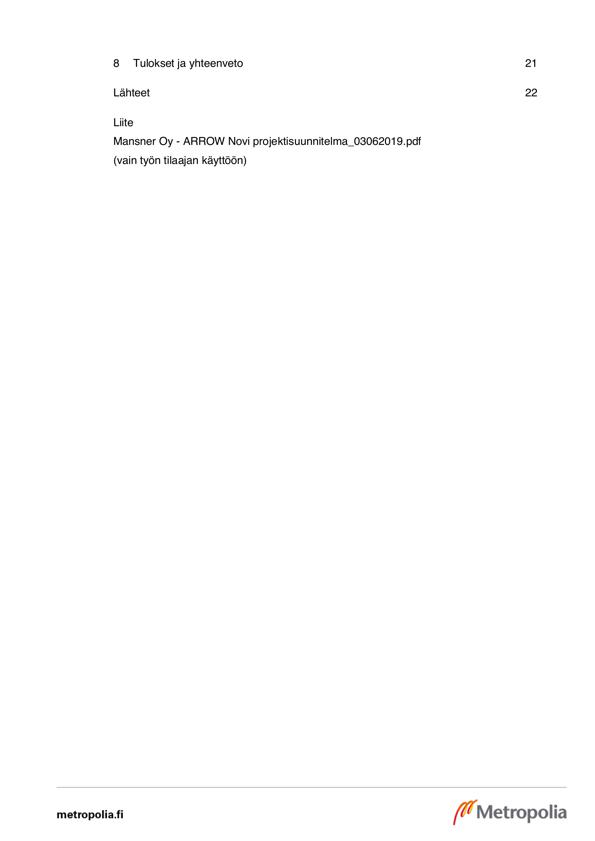 8 Tulokset ja yhteenveto 21
Lähteet 22
Liite
Mansner Oy - ARROW Novi projektisuunnitelma_03062019.pdf
(vain työn tilaajan käyttöön)
metropolia.fi
Metropolia